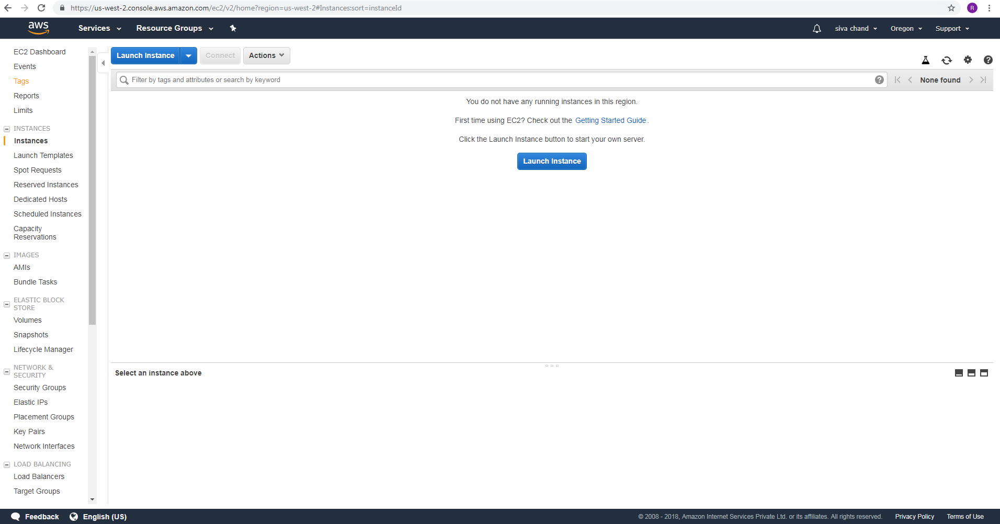 https://us-west-2.console.aws.amazon.com/ec2/v2/home?region=us-west-2#Instances:sort=instanceId
R
aws
Services
Resource Groups
siva chand
Oregon
Support
EC2 Dashboard
Events
Tags
Reports
Limits
INSTANCES
Instances
Launch Templates
Spot Requests
Reserved Instances
Dedicated Hosts
Scheduled Instances
Capacity
Reservations
IMAGES
AMIs
Bundle Tasks
ELASTIC BLOCK
STORE
Volumes
Snapshots
Lifecycle Manager
NETWORK &
SECURITY
Security Groups
Elastic IPs
Placement Groups
Key Pairs
Network Interfaces
LOAD BALANCING
Load Balancers
Target Groups
Launch Instance
Connect
Actions
Filter by tags and attributes or search by keyword
None found
You do not have any running instances in this region.
First time using EC2? Check out the Getting Started Guide.
Click the Launch Instance button to start your own server.
Launch Instance
Select an instance above
Feedback
English (US)
© 2008 - 2018, Amazon Internet Services Private Ltd. or its affiliates. All rights reserved.
Privacy Policy
Terms of Use